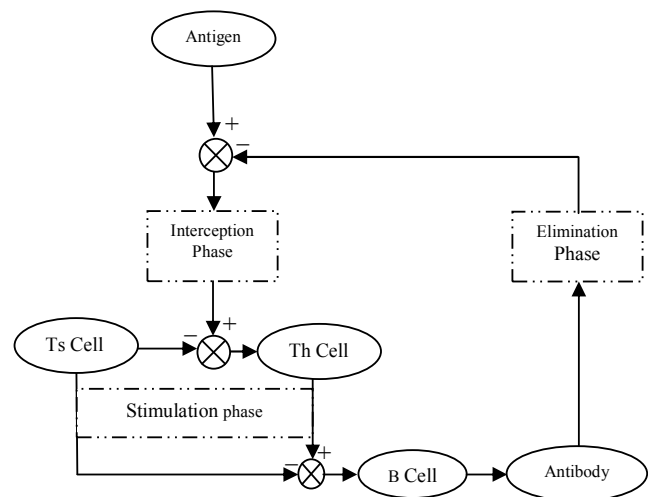 Antigen
+
−
Interception
Phase
Elimination
Phase
− +
Ts Cell
Th Cell
Stimulation phase
− +
B Cell
Antibody